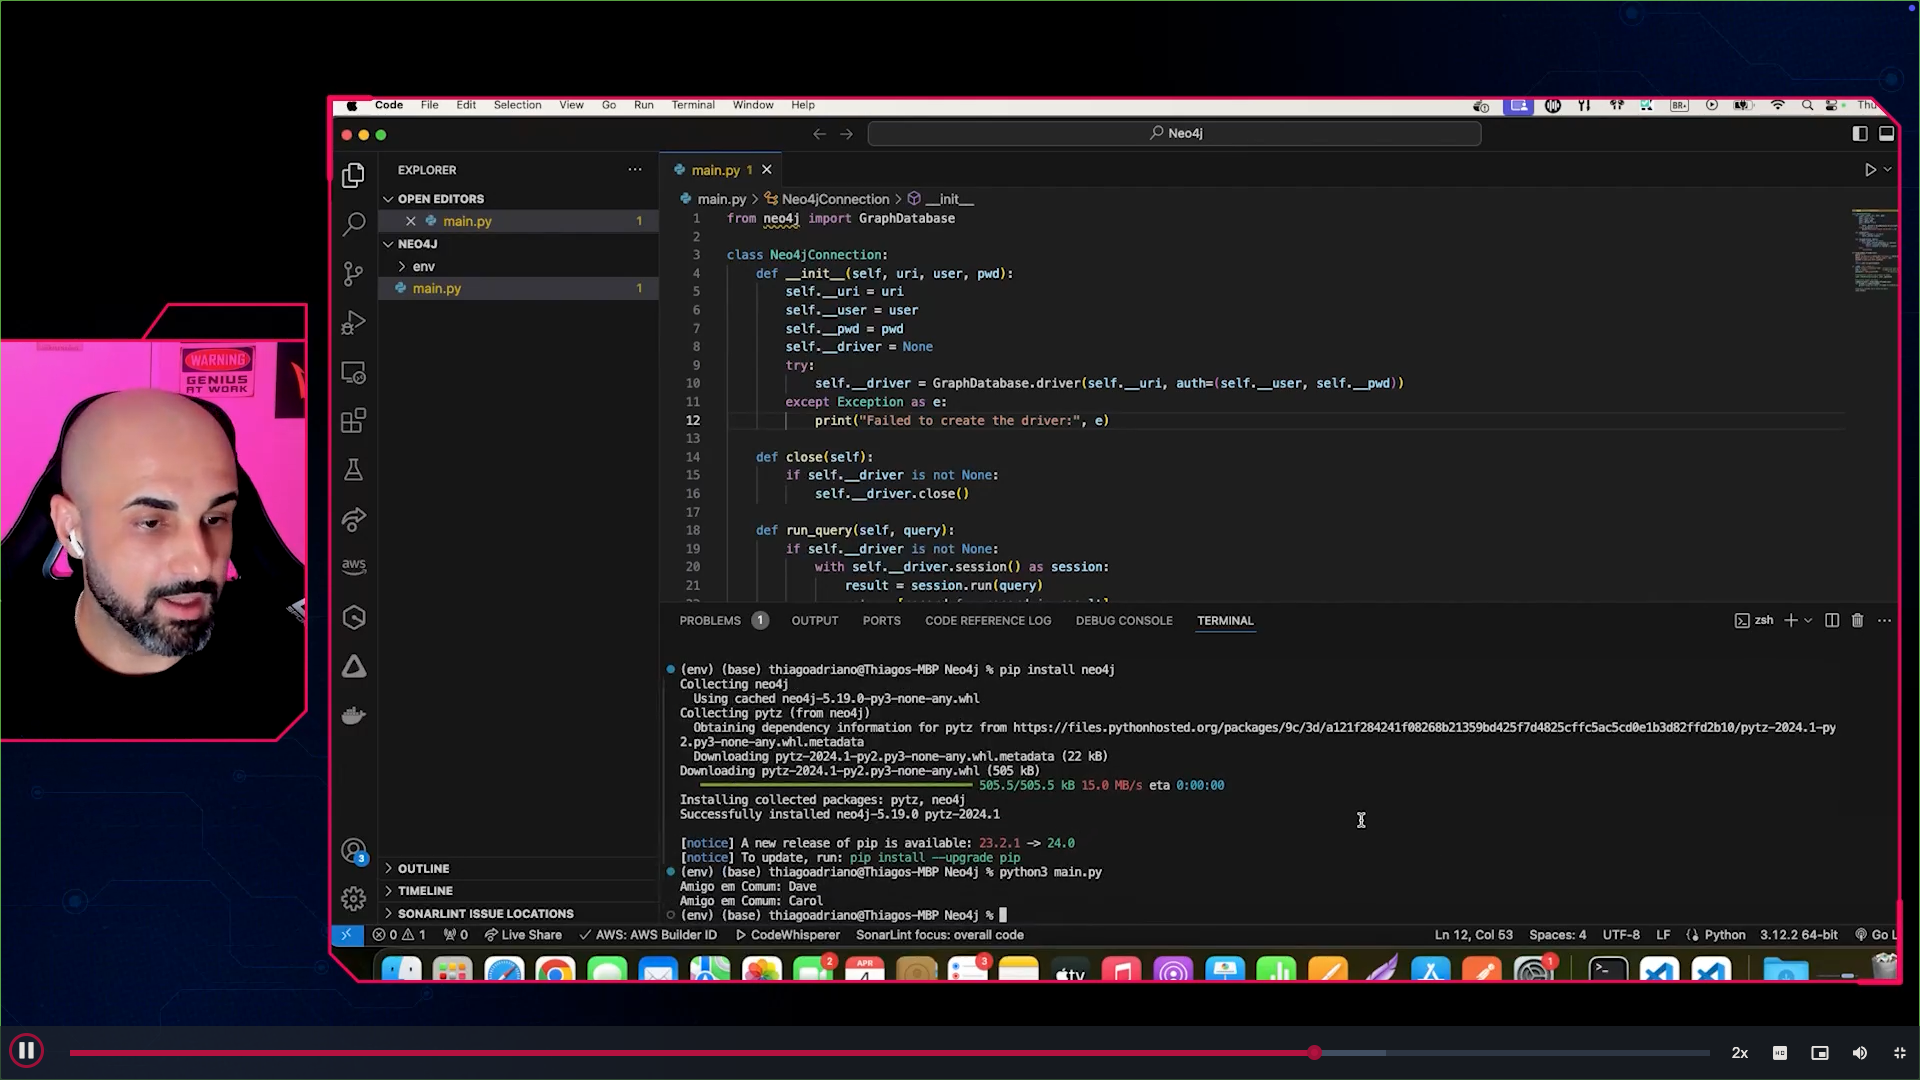 Code File Edit Selection View Go Run Terminal Window Help
BR
Thu
Neo4j
EXPLORER
OPEN EDITORS
main.py 1
NEO4J
env
main.py 1
OUTLINE
TIMELINE
SONARLINT ISSUE LOCATIONS
aws
3
main.py 1
main.py > Neo4jConnection > __init__
1 from neo4j import GraphDatabase
2
3 class Neo4jConnection:
4 def __init__(self, uri, user, pwd):
5 self.__uri = uri
6 self.__user = user
7 self.__pwd = pwd
8 self.__driver = None
9 try:
10 self.__driver = GraphDatabase.driver(self.__uri, auth=(self.__user, self.__pwd))
11 except Exception as e:
12 print("Failed to create the driver:", e)
13
14 def close(self):
15 if self.__driver is not None:
16 self.__driver.close()
17
18 def run_query(self, query):
19 if self.__driver is not None:
20 with self.__driver.session() as session:
21 result = session.run(query)
PROBLEMS 1 OUTPUT PORTS CODE REFERENCE LOG DEBUG CONSOLE TERMINAL
zsh
(env) (base) thiagoadriano@Thiagos-MBP Neo4j % pip install neo4j
Collecting neo4j
Using cached neo4j-5.19.0-py3-none-any.whl
Collecting pytz (from neo4j)
Obtaining dependency information for pytz from https://files.pythonhosted.org/packages/9c/3d/a121f284241f08268b21359bd425f7d4825cffc5ac5cd0e1b3d82ffd2b10/pytz-2024.1-py
2.py3-none-any.whl.metadata
Downloading pytz-2024.1-py2.py3-none-any.whl.metadata (22 kB)
Downloading pytz-2024.1-py2.py3-none-any.whl (505 kB)
505.5/505.5 kB 15.0 MB/s eta 0:00:00
Installing collected packages: pytz, neo4j
Successfully installed neo4j-5.19.0 pytz-2024.1
[notice] A new release of pip is available: 23.2.1 -> 24.0
[notice] To update, run: pip install --upgrade pip
(env) (base) thiagoadriano@Thiagos-MBP Neo4j % python3 main.py
Amigo em Comum: Dave
Amigo em Comum: Carol
(env) (base) thiagoadriano@Thiagos-MBP Neo4j %
0 1 0 Live Share AWS: AWS Builder ID CodeWhisperer SonarLint focus: overall code Ln 12, Col 53 Spaces: 4 UTF-8 LF Python 3.12.2 64-bit Go L
2 APR 4 3 tv 1
WARNING
GENIUS
AT WORK
2x